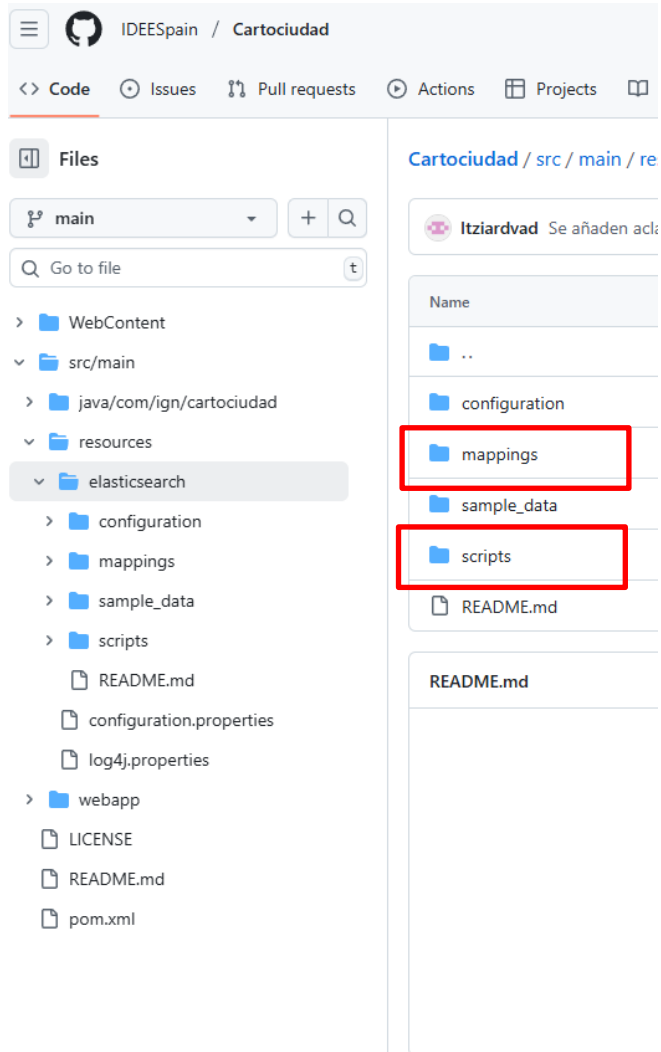 IDEESpain / Cartociudad
Code Issues Pull requests Actions Projects
Files
main
Go to file t
WebContent
src/main
java/com/ign/cartociudad
resources
elasticsearch
configuration
mappings
sample_data
scripts
README.md
configuration.properties
log4j.properties
webapp
LICENSE
README.md
pom.xml
Cartociudad / src / main / re
Itziardvad Se añaden acla
Name
..
configuration
mappings
sample_data
scripts
README.md
README.md